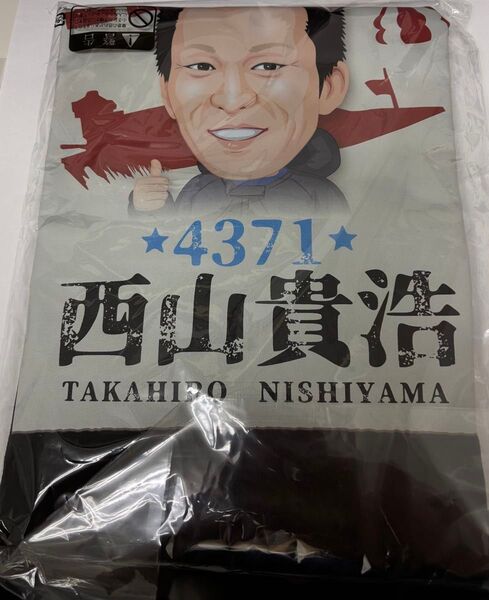 ★4371★
西山貴浩
TAKAHIRO NISHIYAMA